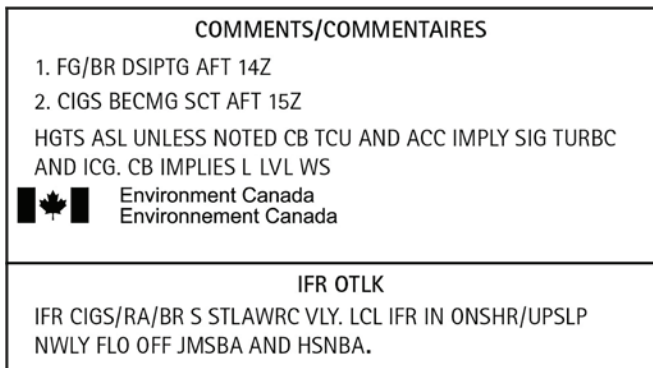 COMMENTS/COMMENTAIRES
1. FG/BR DSIPTG AFT 14Z
2. CIGS BECMG SCT AFT 15Z
HGTS ASL UNLESS NOTED CB TCU AND ACC IMPLY SIG TURBC
AND ICG. CB IMPLIES L LVL WS
Environment Canada
Environnement Canada
IFR OTLK
IFR CIGS/RA/BR S STLAWRC VLY. LCL IFR IN ONSHR/UPSLP
NWLY FLO OFF JMSBA AND HSNBA.